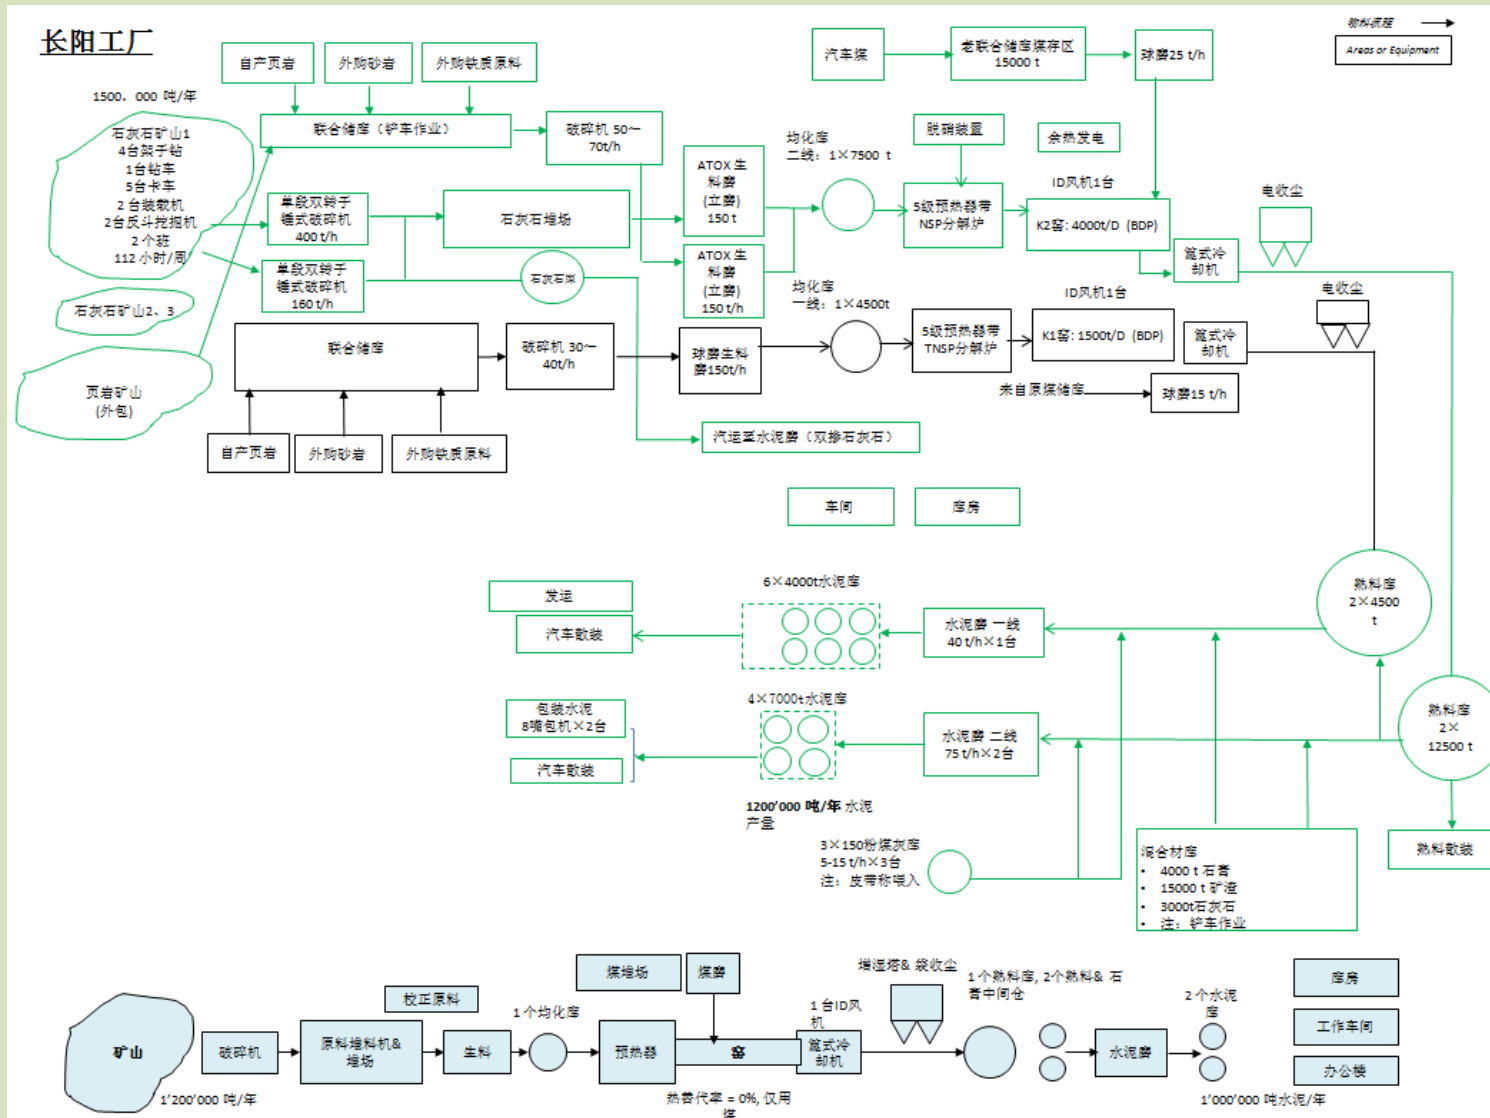 长阳工厂
物料流程
Areas or Equipment
自产页岩
外购砂岩
外购铁质原料
汽车煤
老联合储库煤存区
15000 t
球磨25 t/h
1500。000 吨/年
石灰石矿山1
4台架子钻
1台钻车
5台卡车
2 台装载机
2台反斗挖掘机
2 个班
112 小时/周
联合储库（铲车作业）
破碎机 50～
70t/h
单段双转子
锤式破碎机
400 t/h
石灰石堆场
ATOX 生
料磨
(立磨)
150 t
均化库
二线：1×7500 t
脱硝装置
余热发电
5级预热器带
NSP分解炉
ID风机1台
K2窑: 4000t/D (BDP)
电收尘
篦式冷
却机
单段双转子
锤式破碎机
160 t/h
石灰石库
ATOX 生
料磨
(立磨)
150 t/h
石灰石矿山2、3
页岩矿山
(外包)
联合储库
破碎机 30～
40t/h
球磨生料
磨150t/h
均化库
一线：1×4500t
5级预热器带
TNSP分解炉
ID风机1台
K1窑: 1500t/D (BDP)
篦式冷
却机
电收尘
来自原煤储库
球磨15 t/h
自产页岩
外购砂岩
外购铁质原料
汽运至水泥磨（双掺石灰石）
车间
库房
发运
汽车散装
6×4000t水泥库
水泥磨 一线
40 t/h×1台
熟料库
2×4500
t
包装水泥
8嘴包机×2台
汽车散装
4×7000t水泥库
水泥磨 二线
75 t/h×2台
熟料库
2×
12500 t
1200'000 吨/年 水泥
产量
3×150粉煤灰库
5-15 t/h×3台
注：皮带称喂入
混合材库
• 4000 t 石膏
• 15000 t 矿渣
• 3000t石灰石
• 注：铲车作业
熟料散装
矿山
1'200'000 吨/年
破碎机
原料堆料机&
堆场
校正原料
生料
1 个均化库
煤堆场
煤磨
预热器
窑
热替代率 = 0%, 仅用
煤
1 台ID风
机
篦式冷
却机
增湿塔& 袋收尘
1 个熟料库, 2个熟料& 石
膏中间仓
水泥磨
2 个水泥
库
1'000'000 吨水泥/年
库房
工作车间
办公楼